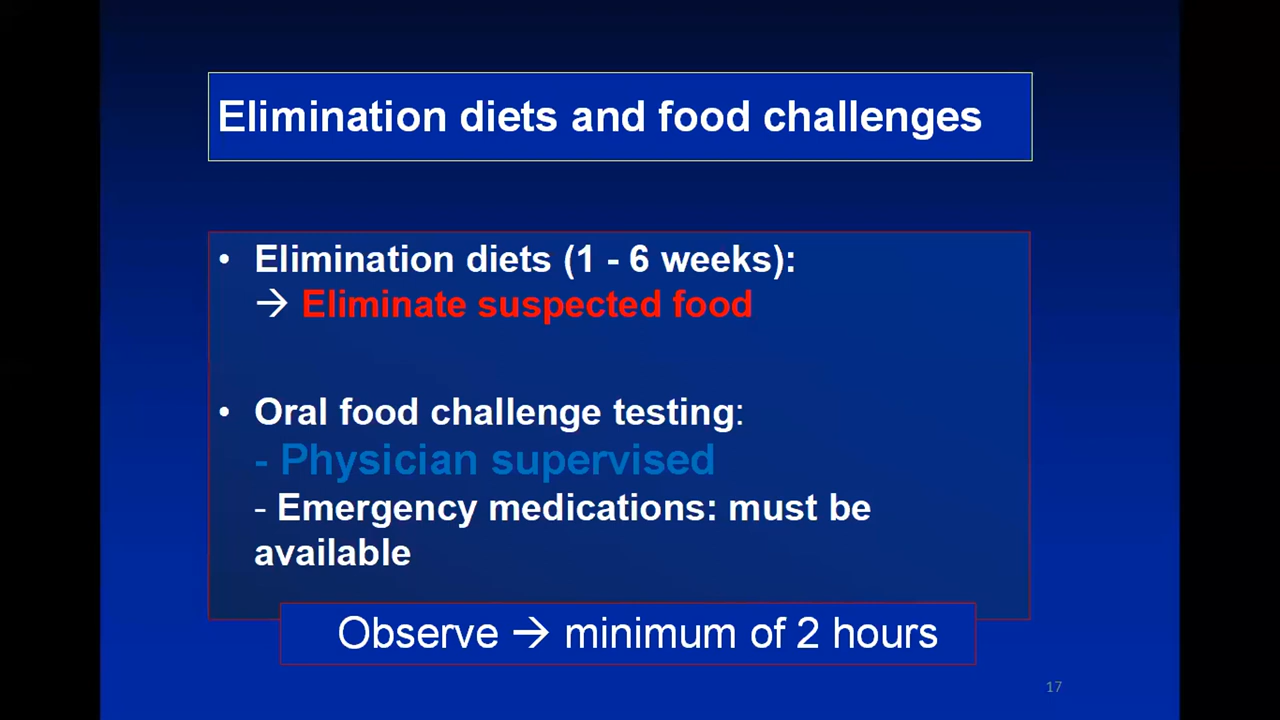 Elimination diets and food challenges
• Elimination diets (1 - 6 weeks):
→ Eliminate suspected food
• Oral food challenge testing:
- Physician supervised
- Emergency medications: must be
available
Observe → minimum of 2 hours
17